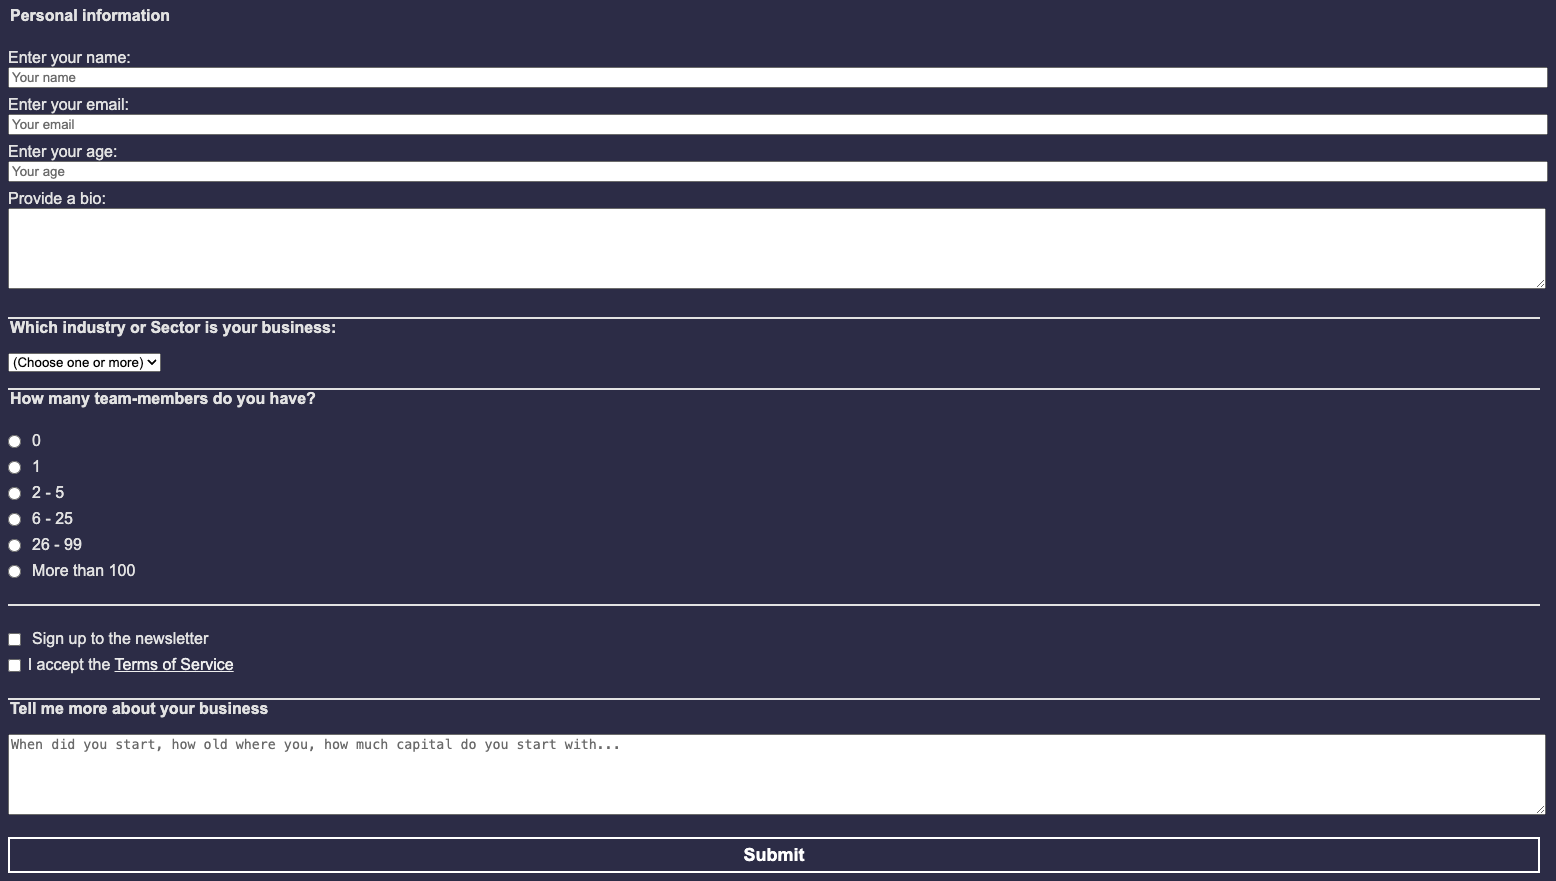 Personal information
Enter your name:
Your name
Enter your email:
Your email
Enter your age:
Your age
Provide a bio:
Which industry or Sector is your business:
(Choose one or more)
How many team-members do you have?
0
1
2 - 5
6 - 25
26 - 99
More than 100
Sign up to the newsletter
I accept the Terms of Service
Tell me more about your business
When did you start, how old where you, how much capital do you start with...
Submit